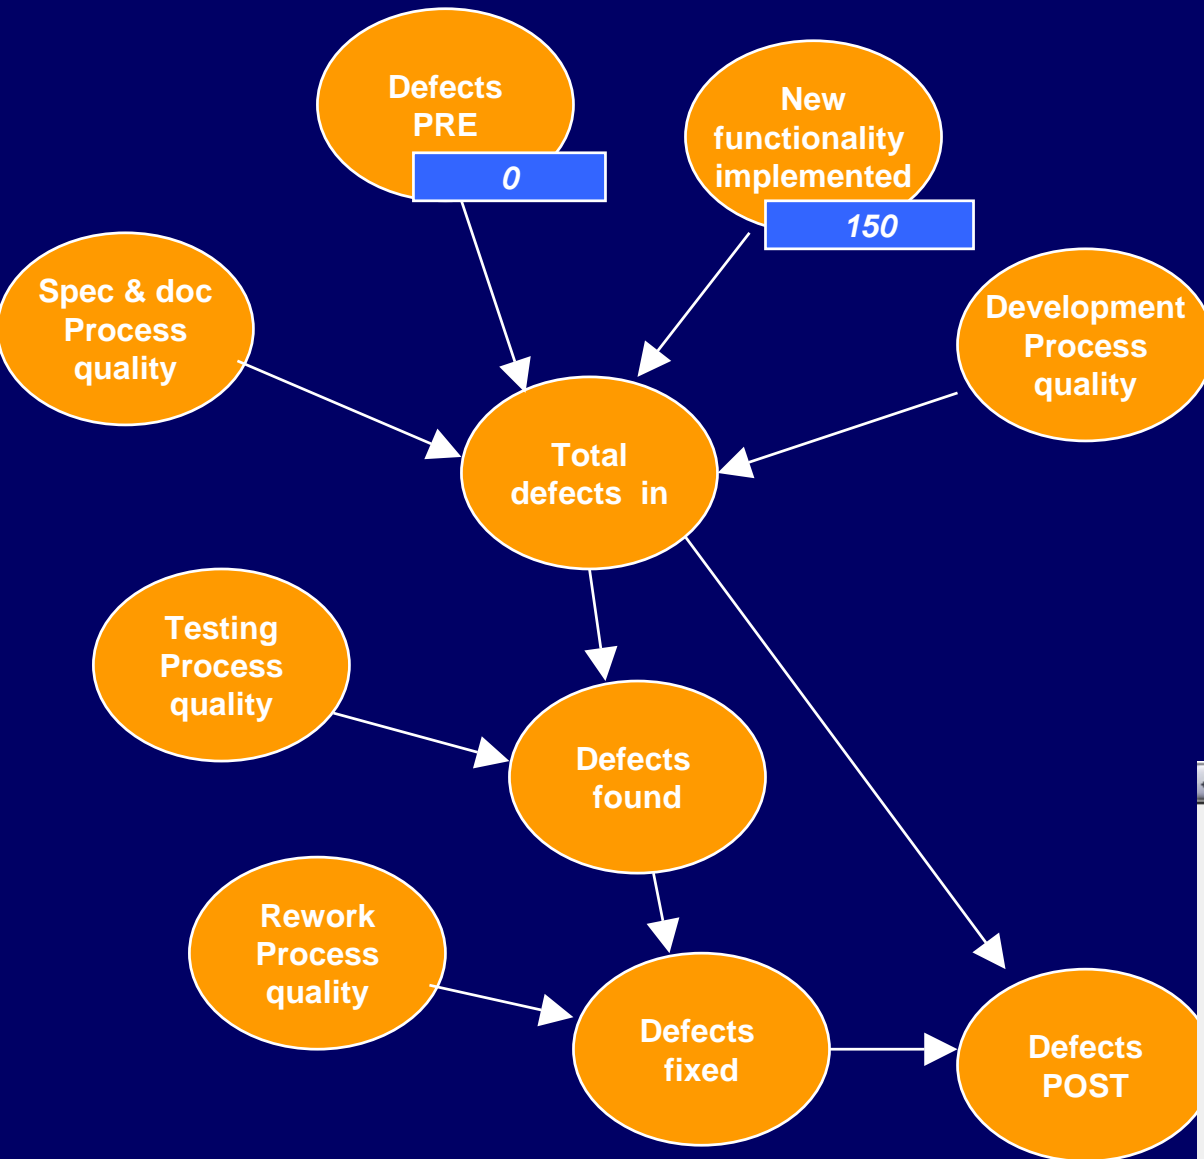 Defects
PRE
0
New
functionality
implemented
150
Spec & doc
Process
quality
Development
Process
quality
Total
defects in
Testing
Process
quality
Defects
found
Rework
Process
quality
Defects
fixed
Defects
POST